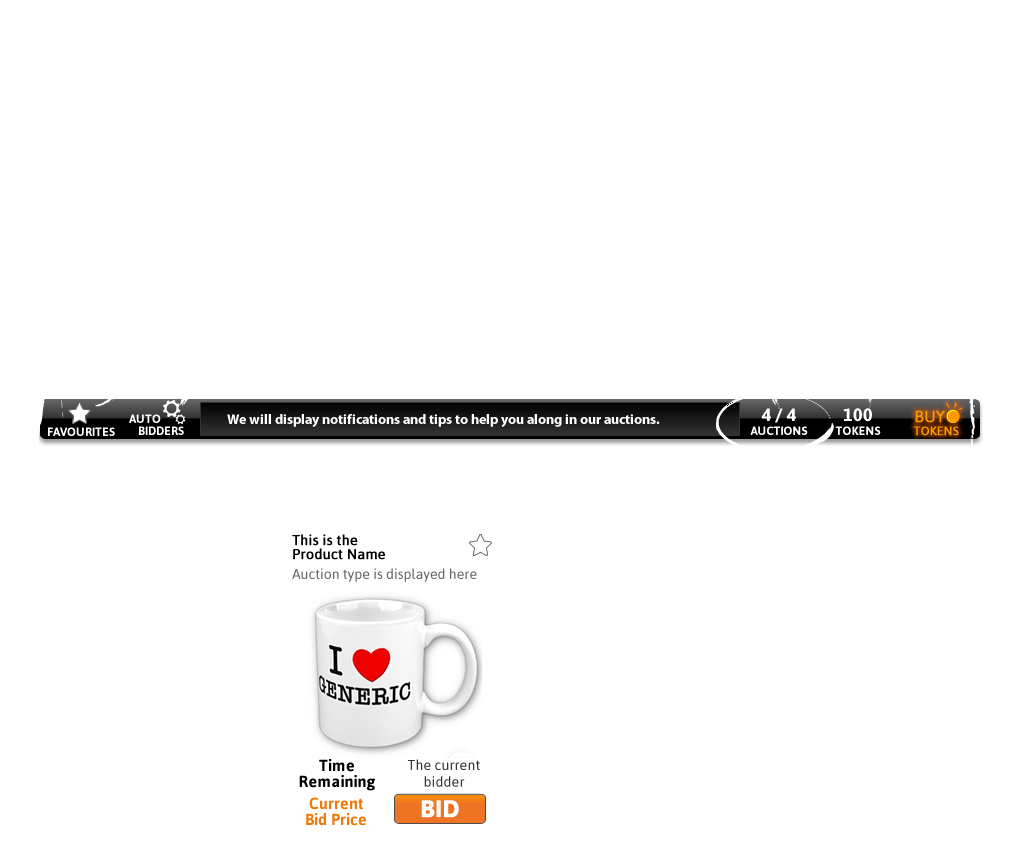 FAVOURITES
AUTO
BIDDERS
We will display notifications and tips to help you along in our auctions.
4 / 4
AUCTIONS
100
TOKENS
BUY
TOKENS
This is the
Product Name
Auction type is displayed here
I
GENERIC
Time
Remaining
The current
bidder
Current
Bid Price
BID